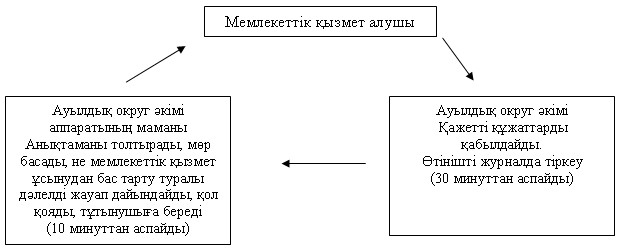 Мемлекеттік қызмет алушы
Ауылдық округ әкімі
аппаратының маманы
Анықтаманы толтырады, мөр
басады, не мемлекеттік қызмет
ұсынудан бас тарту туралы
дәлелді жауап дайындайды, қол
қояды, тұтынушыға береді
(10 минуттан аспайды)
Ауылдық округ әкімі
Қажетті құжаттарды
қабылдайды.
Өтінішті журналда тіркеу
(30 минуттан аспайды)